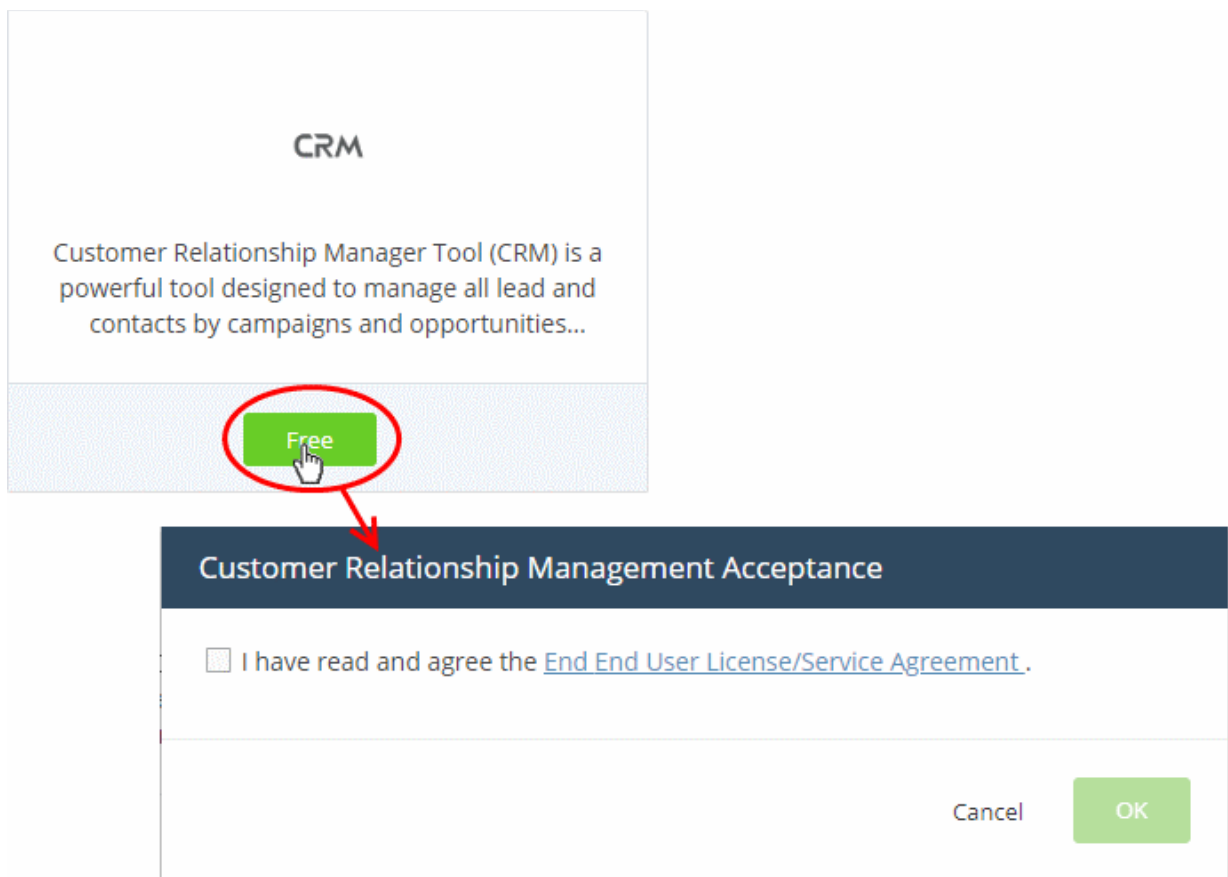 CRM
Customer Relationship Manager Tool (CRM) is a
powerful tool designed to manage all lead and
contacts by campaigns and opportunities...
Free
Customer Relationship Management Acceptance
I have read and agree the End End User License/Service Agreement .
Cancel
OK